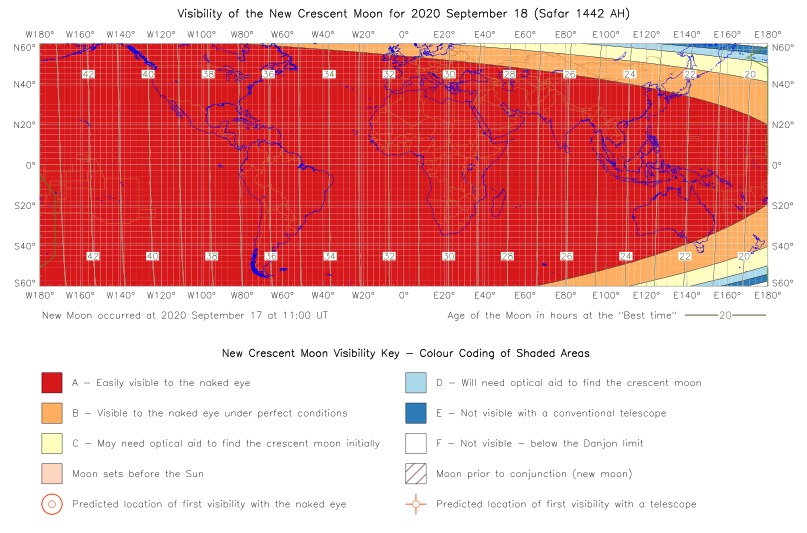 Visibility of the New Crescent Moon for 2020 September 18 (Safar 1442 AH)
W180° W160° W140° W120° W100° W80° W60° W40° W20° 0° E20° E40° E60° E80° E100° E120° E140° E160° E180°
N60° N60°
42 40 38 36 34 32 30 28 26 24 22 20
N40° N40°
N20° N20°
0° 0°
S20° S20°
S40° S40°
42 40 38 36 34 32 30 28 26 24 22 20
S60° S60°
W180° W160° W140° W120° W100° W80° W60° W40° W20° 0° E20° E40° E60° E80° E100° E120° E140° E160° E180°
New Moon occurred at 2020 September 17 at 11:00 UT
Age of the Moon in hours at the "Best time" 20
New Crescent Moon Visibility Key – Colour Coding of Shaded Areas
A – Easily visible to the naked eye
D – Will need optical aid to find the crescent moon
B – Visible to the naked eye under perfect conditions
E – Not visible with a conventional telescope
C – May need optical aid to find the crescent moon initially
F – Not visible – below the Danjon limit
Moon sets before the Sun
Moon prior to conjunction (new moon)
Predicted location of first visibility with the naked eye
Predicted location of first visibility with a telescope